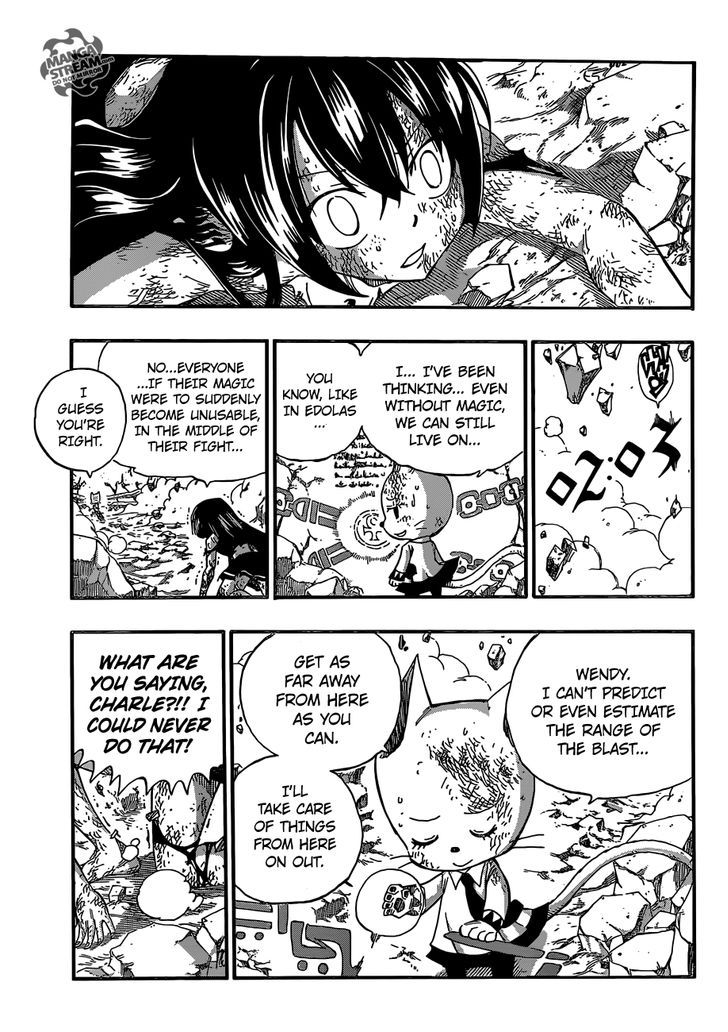 MANGA
STREAM.com
DO NOT MIRROR
02:03
I... I'VE BEEN
THINKING... EVEN
WITHOUT MAGIC,
WE CAN STILL
LIVE ON...
YOU
KNOW, LIKE
IN EDOLAS
...
NO...EVERYONE
...IF THEIR MAGIC
WERE TO SUDDENLY
BECOME UNUSABLE,
IN THE MIDDLE OF
THEIR FIGHT...
I
GUESS
YOU'RE
RIGHT.
WENDY.
I CAN'T PREDICT
OR EVEN ESTIMATE
THE RANGE OF
THE BLAST...
GET AS
FAR AWAY
FROM HERE
AS YOU
CAN.
I'LL
TAKE CARE
OF THINGS
FROM HERE
ON OUT.
WHAT ARE
YOU SAYING,
CHARLE?!! I
COULD NEVER
DO THAT!